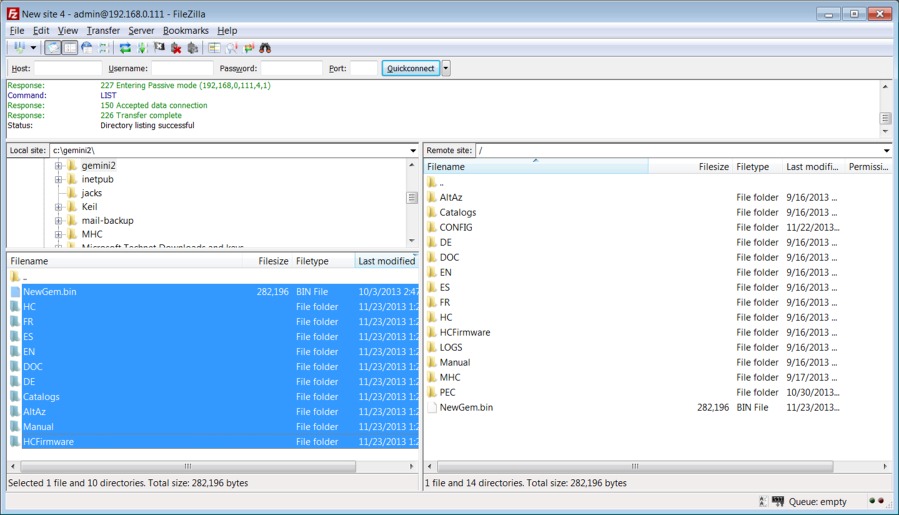 New site 4 - admin@192.168.0.111 - FileZilla
File Edit View Transfer Server Bookmarks Help
Host: Username: Password: Port: Quickconnect
Response: 227 Entering Passive mode (192,168,0,111,4,1)
Command: LIST
Response: 150 Accepted data connection
Response: 226 Transfer complete
Status: Directory listing successful
Local site: c:\gemini2\
gemini2
inetpub
jacks
Keil
mail-backup
MHC
Microsoft Technet Downloads and keys
Filename Filesize Filetype Last modified
..
NewGem.bin 282,196 BIN File 10/3/2013 2:47
HC File folder 11/23/2013 1:2
FR File folder 11/23/2013 1:2
ES File folder 11/23/2013 1:2
EN File folder 11/23/2013 1:2
DOC File folder 11/23/2013 1:2
DE File folder 11/23/2013 1:2
Catalogs File folder 11/23/2013 1:2
AltAz File folder 11/23/2013 1:2
Manual File folder 11/23/2013 1:2
HCFirmware File folder 11/23/2013 1:2
Selected 1 file and 10 directories. Total size: 282,196 bytes
Remote site: /
Filename Filesize Filetype Last modifi... Permissi...
..
AltAz File folder 9/16/2013 ...
Catalogs File folder 9/16/2013 ...
CONFIG File folder 11/22/2013...
DE File folder 9/16/2013 ...
DOC File folder 9/16/2013 ...
EN File folder 9/16/2013 ...
ES File folder 9/16/2013 ...
FR File folder 9/16/2013 ...
HC File folder 9/16/2013 ...
HCFirmware File folder 9/16/2013 ...
LOGS File folder 9/16/2013 ...
Manual File folder 9/16/2013 ...
MHC File folder 9/17/2013 ...
PEC File folder 10/30/2013...
NewGem.bin 282,196 BIN File 11/23/2013...
1 file and 14 directories. Total size: 282,196 bytes
Queue: empty